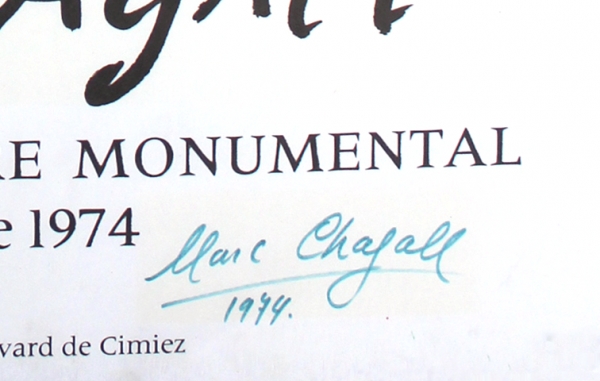 RE MONUMENTAL
e 1974
Marc Chagall
1974.
vard de Cimiez